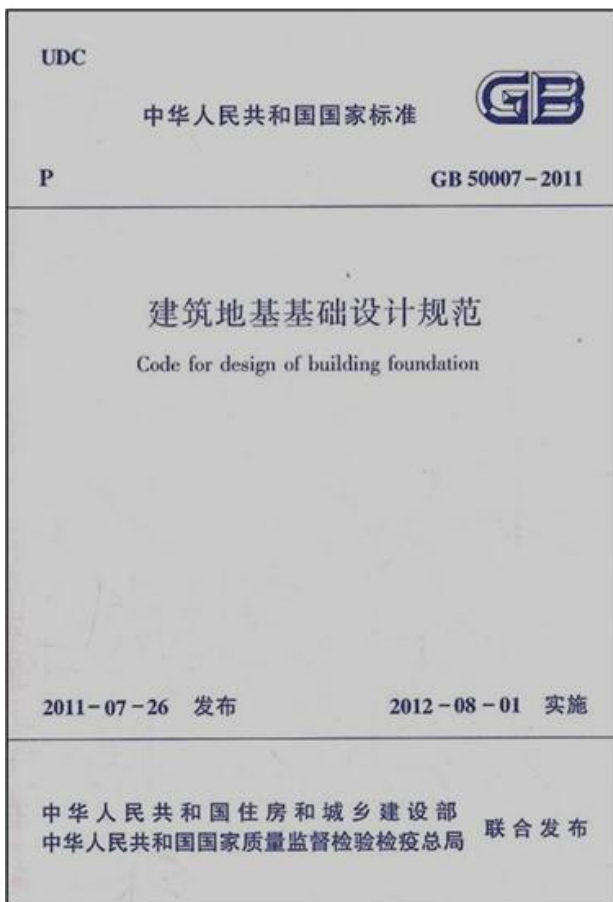 UDC
GB
中华人民共和国国家标准
P
GB 50007-2011
建筑地基基础设计规范
Code for design of building foundation
2011-07-26 发布
2012-08-01 实施
中华人民共和国住房和城乡建设部
中华人民共和国国家质量监督检验检疫总局
联合发布